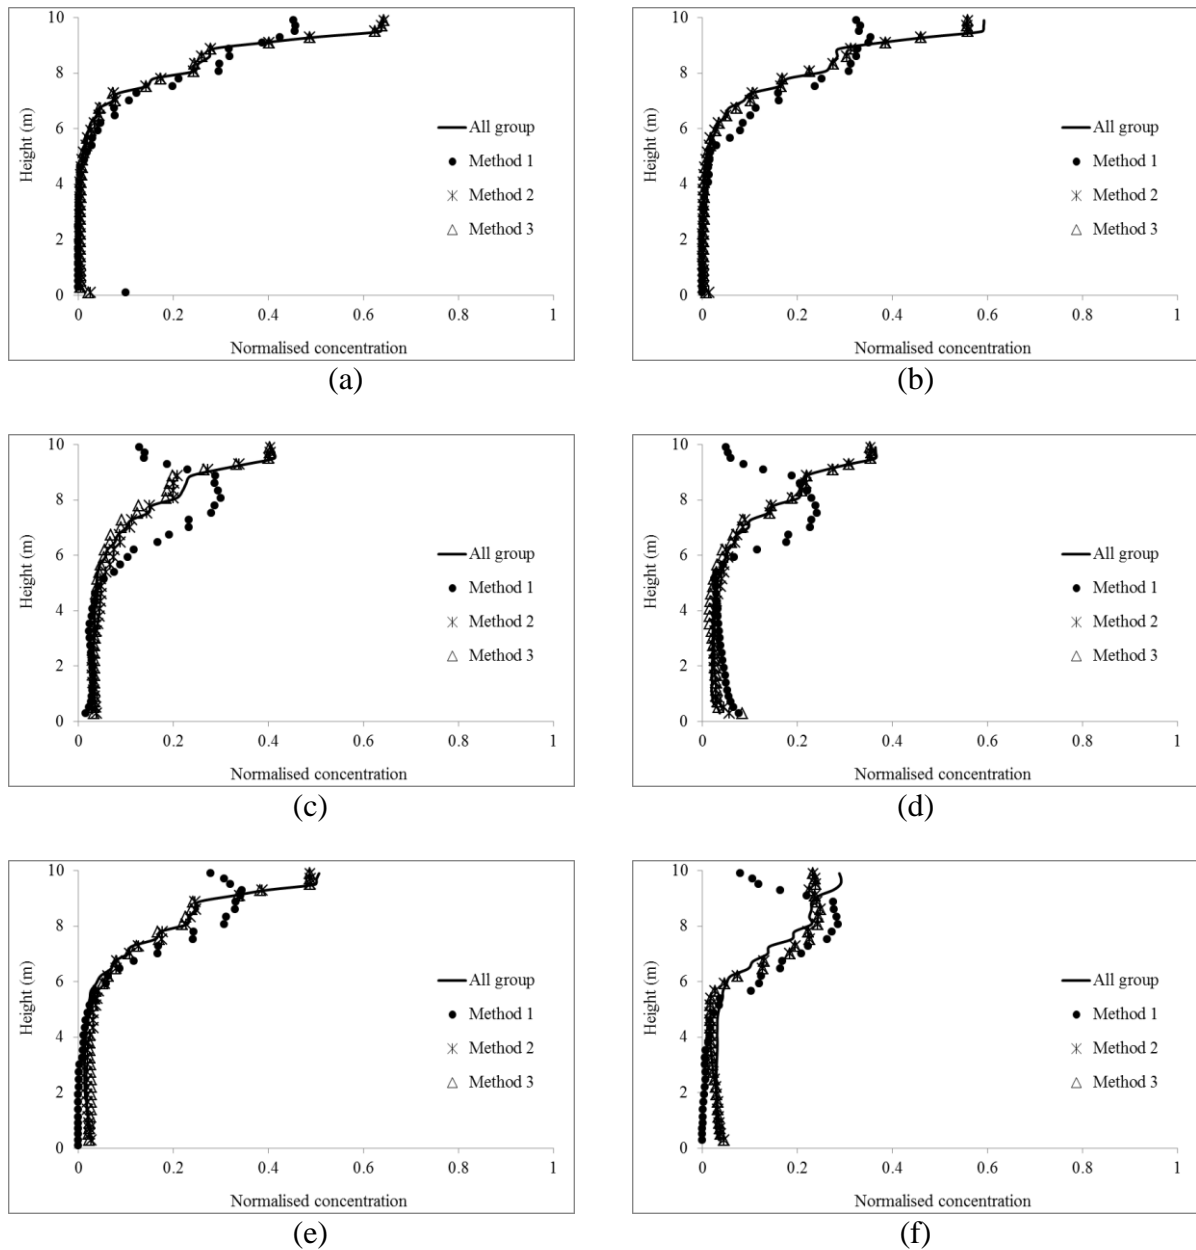 10
8
6
4
2
0
Height (m)
0 0.2 0.4 0.6 0.8 1
Normalised concentration
All group
Method 1
Method 2
Method 3
(a)
10
8
6
4
2
0
Height (m)
0 0.2 0.4 0.6 0.8 1
Normalised concentration
All group
Method 1
Method 2
Method 3
(b)
10
8
6
4
2
0
Height (m)
0 0.2 0.4 0.6 0.8 1
Normalised concentration
All group
Method 1
Method 2
Method 3
(c)
10
8
6
4
2
0
Height (m)
0 0.2 0.4 0.6 0.8 1
Normalised concentration
All group
Method 1
Method 2
Method 3
(d)
10
8
6
4
2
0
Height (m)
0 0.2 0.4 0.6 0.8 1
Normalised concentration
All group
Method 1
Method 2
Method 3
(e)
10
8
6
4
2
0
Height (m)
0 0.2 0.4 0.6 0.8 1
Normalised concentration
All group
Method 1
Method 2
Method 3
(f)